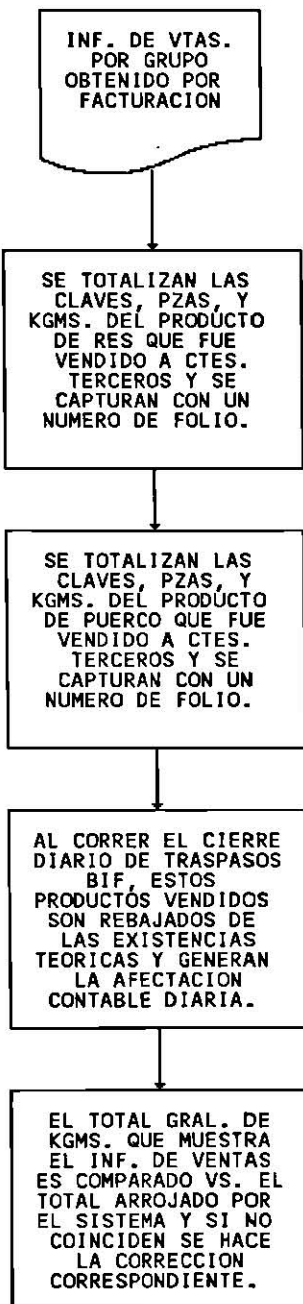 INF. DE VTAS.
POR GRUPO
OBTENIDO POR
FACTURACION
SE TOTALIZAN LAS
CLAVES, PZAS, Y
KGMS. DEL PRODUCTO
DE RES QUE FUE
VENDIDO A CTES.
TERCEROS Y SE
CAPTURAN CON UN
NUMERO DE FOLIO.
SE TOTALIZAN LAS
CLAVES, PZAS, Y
KGMS. DEL PRODUCTO
DE PUERCO QUE FUE
VENDIDO A CTES.
TERCEROS Y SE
CAPTURAN CON UN
NUMERO DE FOLIO.
AL CORRER EL CIERRE
DIARIO DE TRASPASOS
BIF, ESTOS
PRODUCTOS VENDIDOS
SON REBAJADOS DE
LAS EXISTENCIAS
TEORICAS Y GENERAN
LA AFECTACION
CONTABLE DIARIA.
EL TOTAL GRAL. DE
KGMS. QUE MUESTRA
EL INF. DE VENTAS
ES COMPARADO VS. EL
TOTAL ARROJADO POR
EL SISTEMA Y SI NO
COINCIDEN SE HACE
LA CORRECCION
CORRESPONDIENTE.